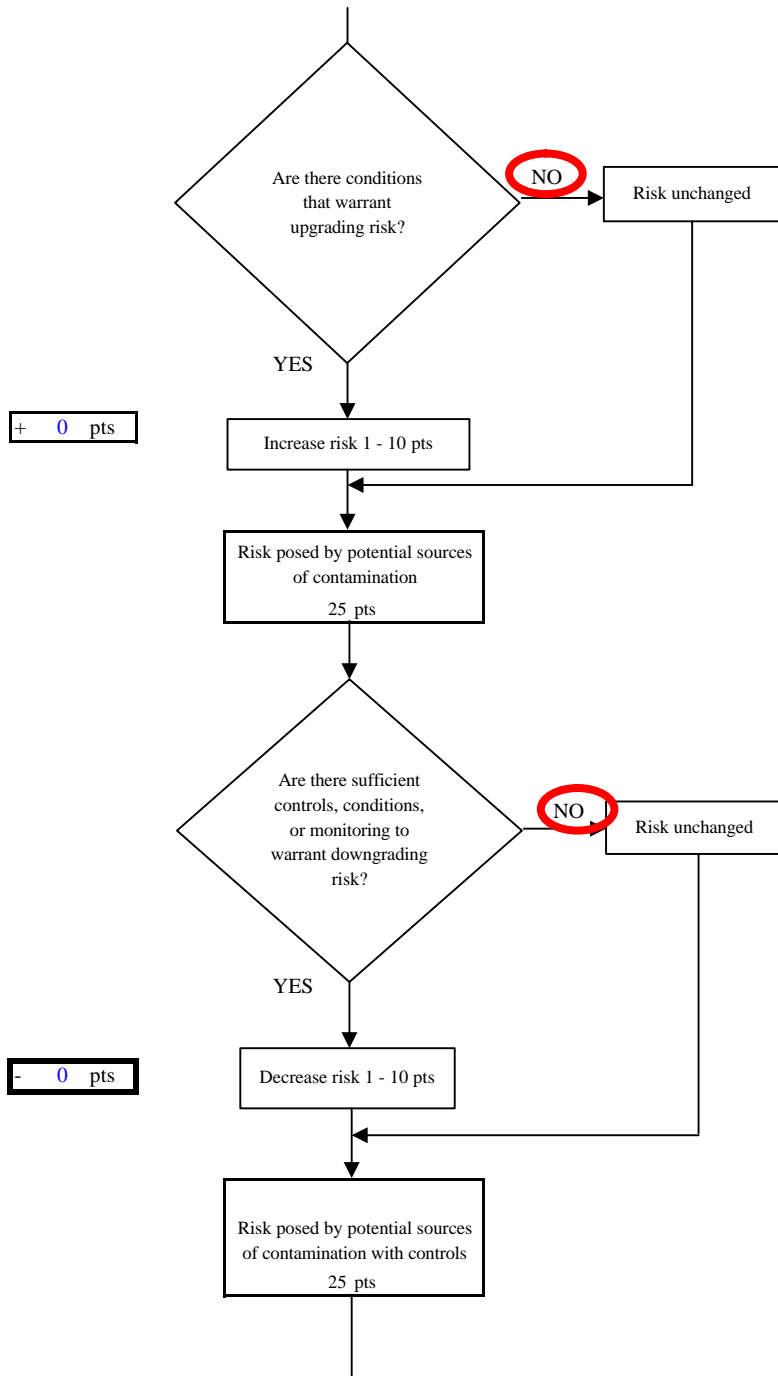 Are there conditions
that warrant
upgrading risk?
NO
Risk unchanged
YES
+ 0 pts
Increase risk 1 - 10 pts
Risk posed by potential sources
of contamination
25 pts
Are there sufficient
controls, conditions,
or monitoring to
warrant downgrading
risk?
NO
Risk unchanged
YES
- 0 pts
Decrease risk 1 - 10 pts
Risk posed by potential sources
of contamination with controls
25 pts